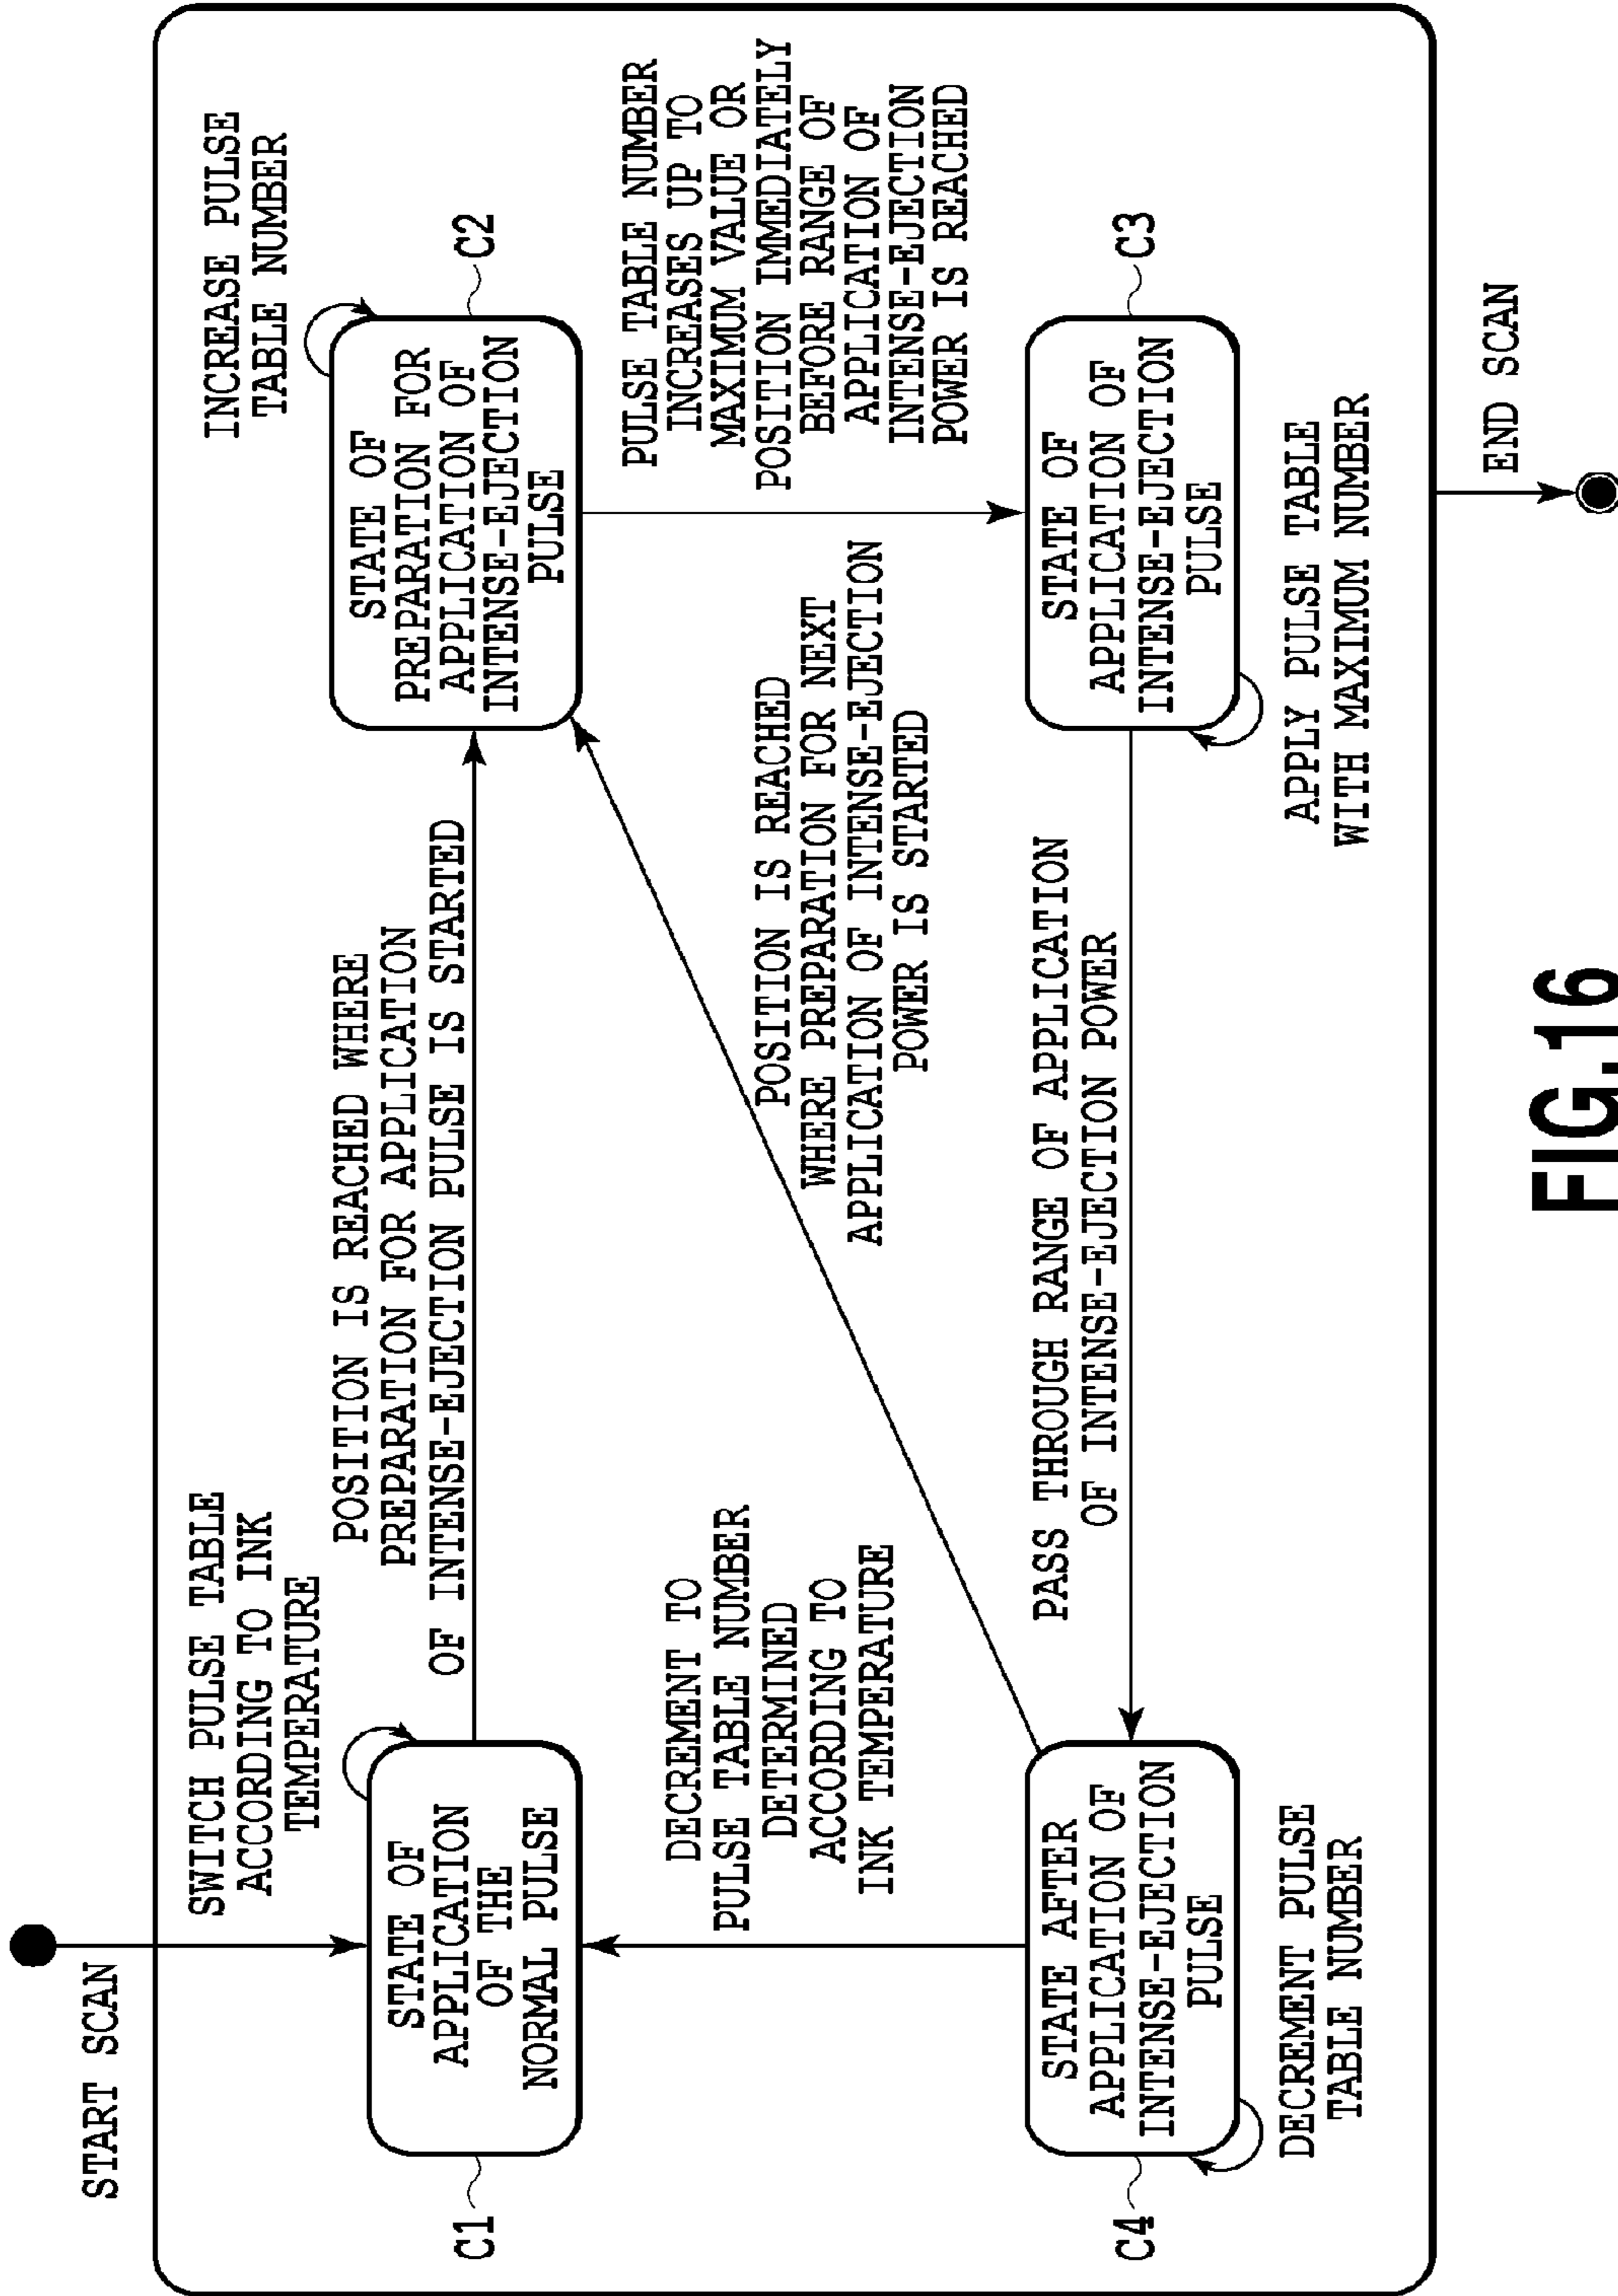 START SCAN
SWITCH PULSE TABLE
ACCORDING TO INK
TEMPERATURE
INCREASE PULSE
TABLE NUMBER
C1
STATE OF
APPLICATION
OF THE
NORMAL PULSE
POSITION IS REACHED WHERE
PREPARATION FOR APPLICATION
OF INTENSE-EJECTION PULSE IS STARTED
STATE OF
PREPARATION FOR
APPLICATION OF
INTENSE-EJECTION
PULSE
C2
DECREMENT TO
PULSE TABLE NUMBER
DETERMINED
ACCORDING TO
INK TEMPERATURE
POSITION IS REACHED
WHERE PREPARATION FOR NEXT
APPLICATION OF INTENSE-EJECTION
POWER IS STARTED
PULSE TABLE NUMBER
INCREASES UP TO
MAXIMUM VALUE OR
POSITION IMMEDIATELY
BEFORE RANGE OF
APPLICATION OF
INTENSE-EJECTION
POWER IS REACHED
C4
STATE AFTER
APPLICATION OF
INTENSE-EJECTION
PULSE
PASS THROUGH RANGE OF APPLICATION
OF INTENSE-EJECTION POWER
STATE OF
APPLICATION OF
INTENSE-EJECTION
PULSE
C3
DECREMENT PULSE
TABLE NUMBER
APPLY PULSE TABLE
WITH MAXIMUM NUMBER
END SCAN
FIG.16